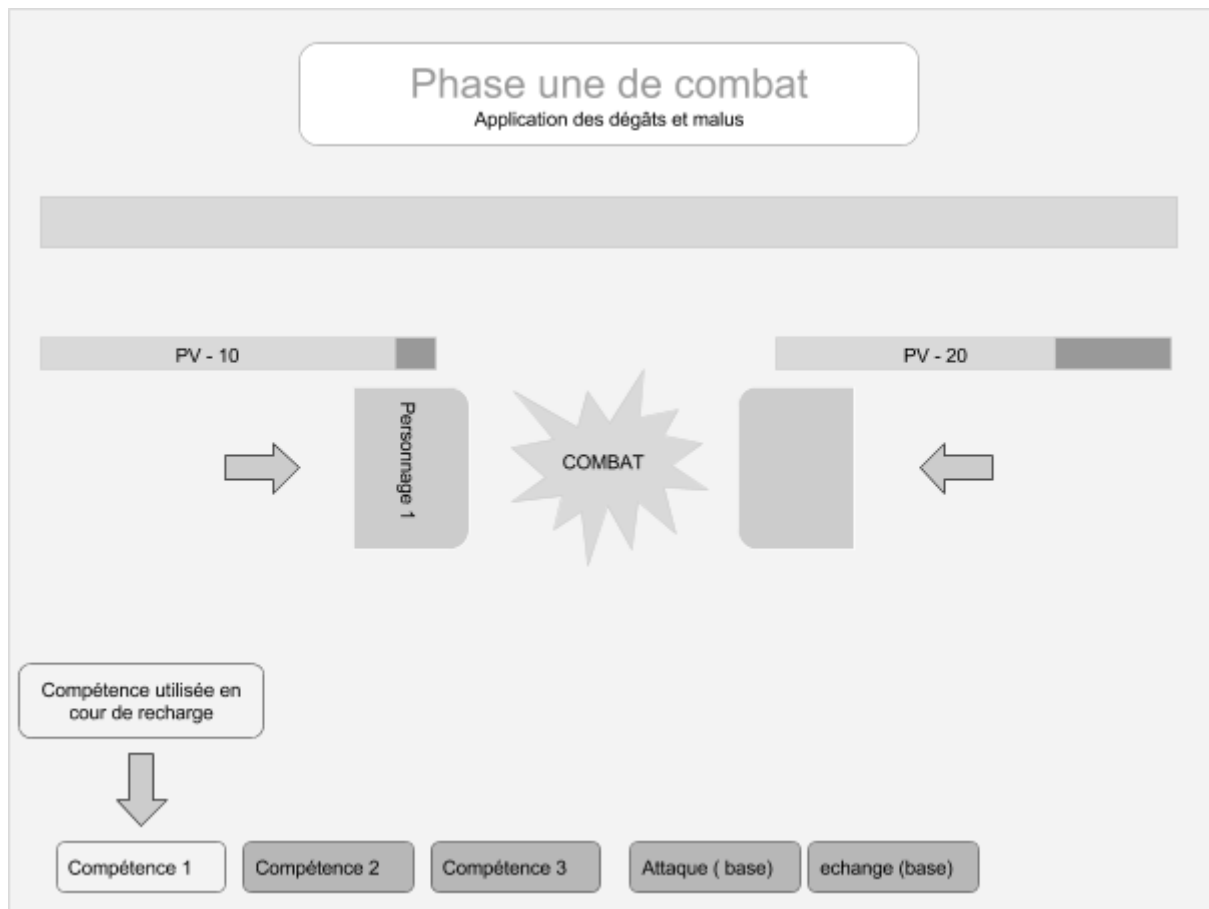 Phase une de combat
Application des dégâts et malus
PV - 10
PV - 20
Personnage 1
COMBAT
Compétence utilisée en
cour de recharge
Compétence 1
Compétence 2
Compétence 3
Attaque ( base)
echange (base)